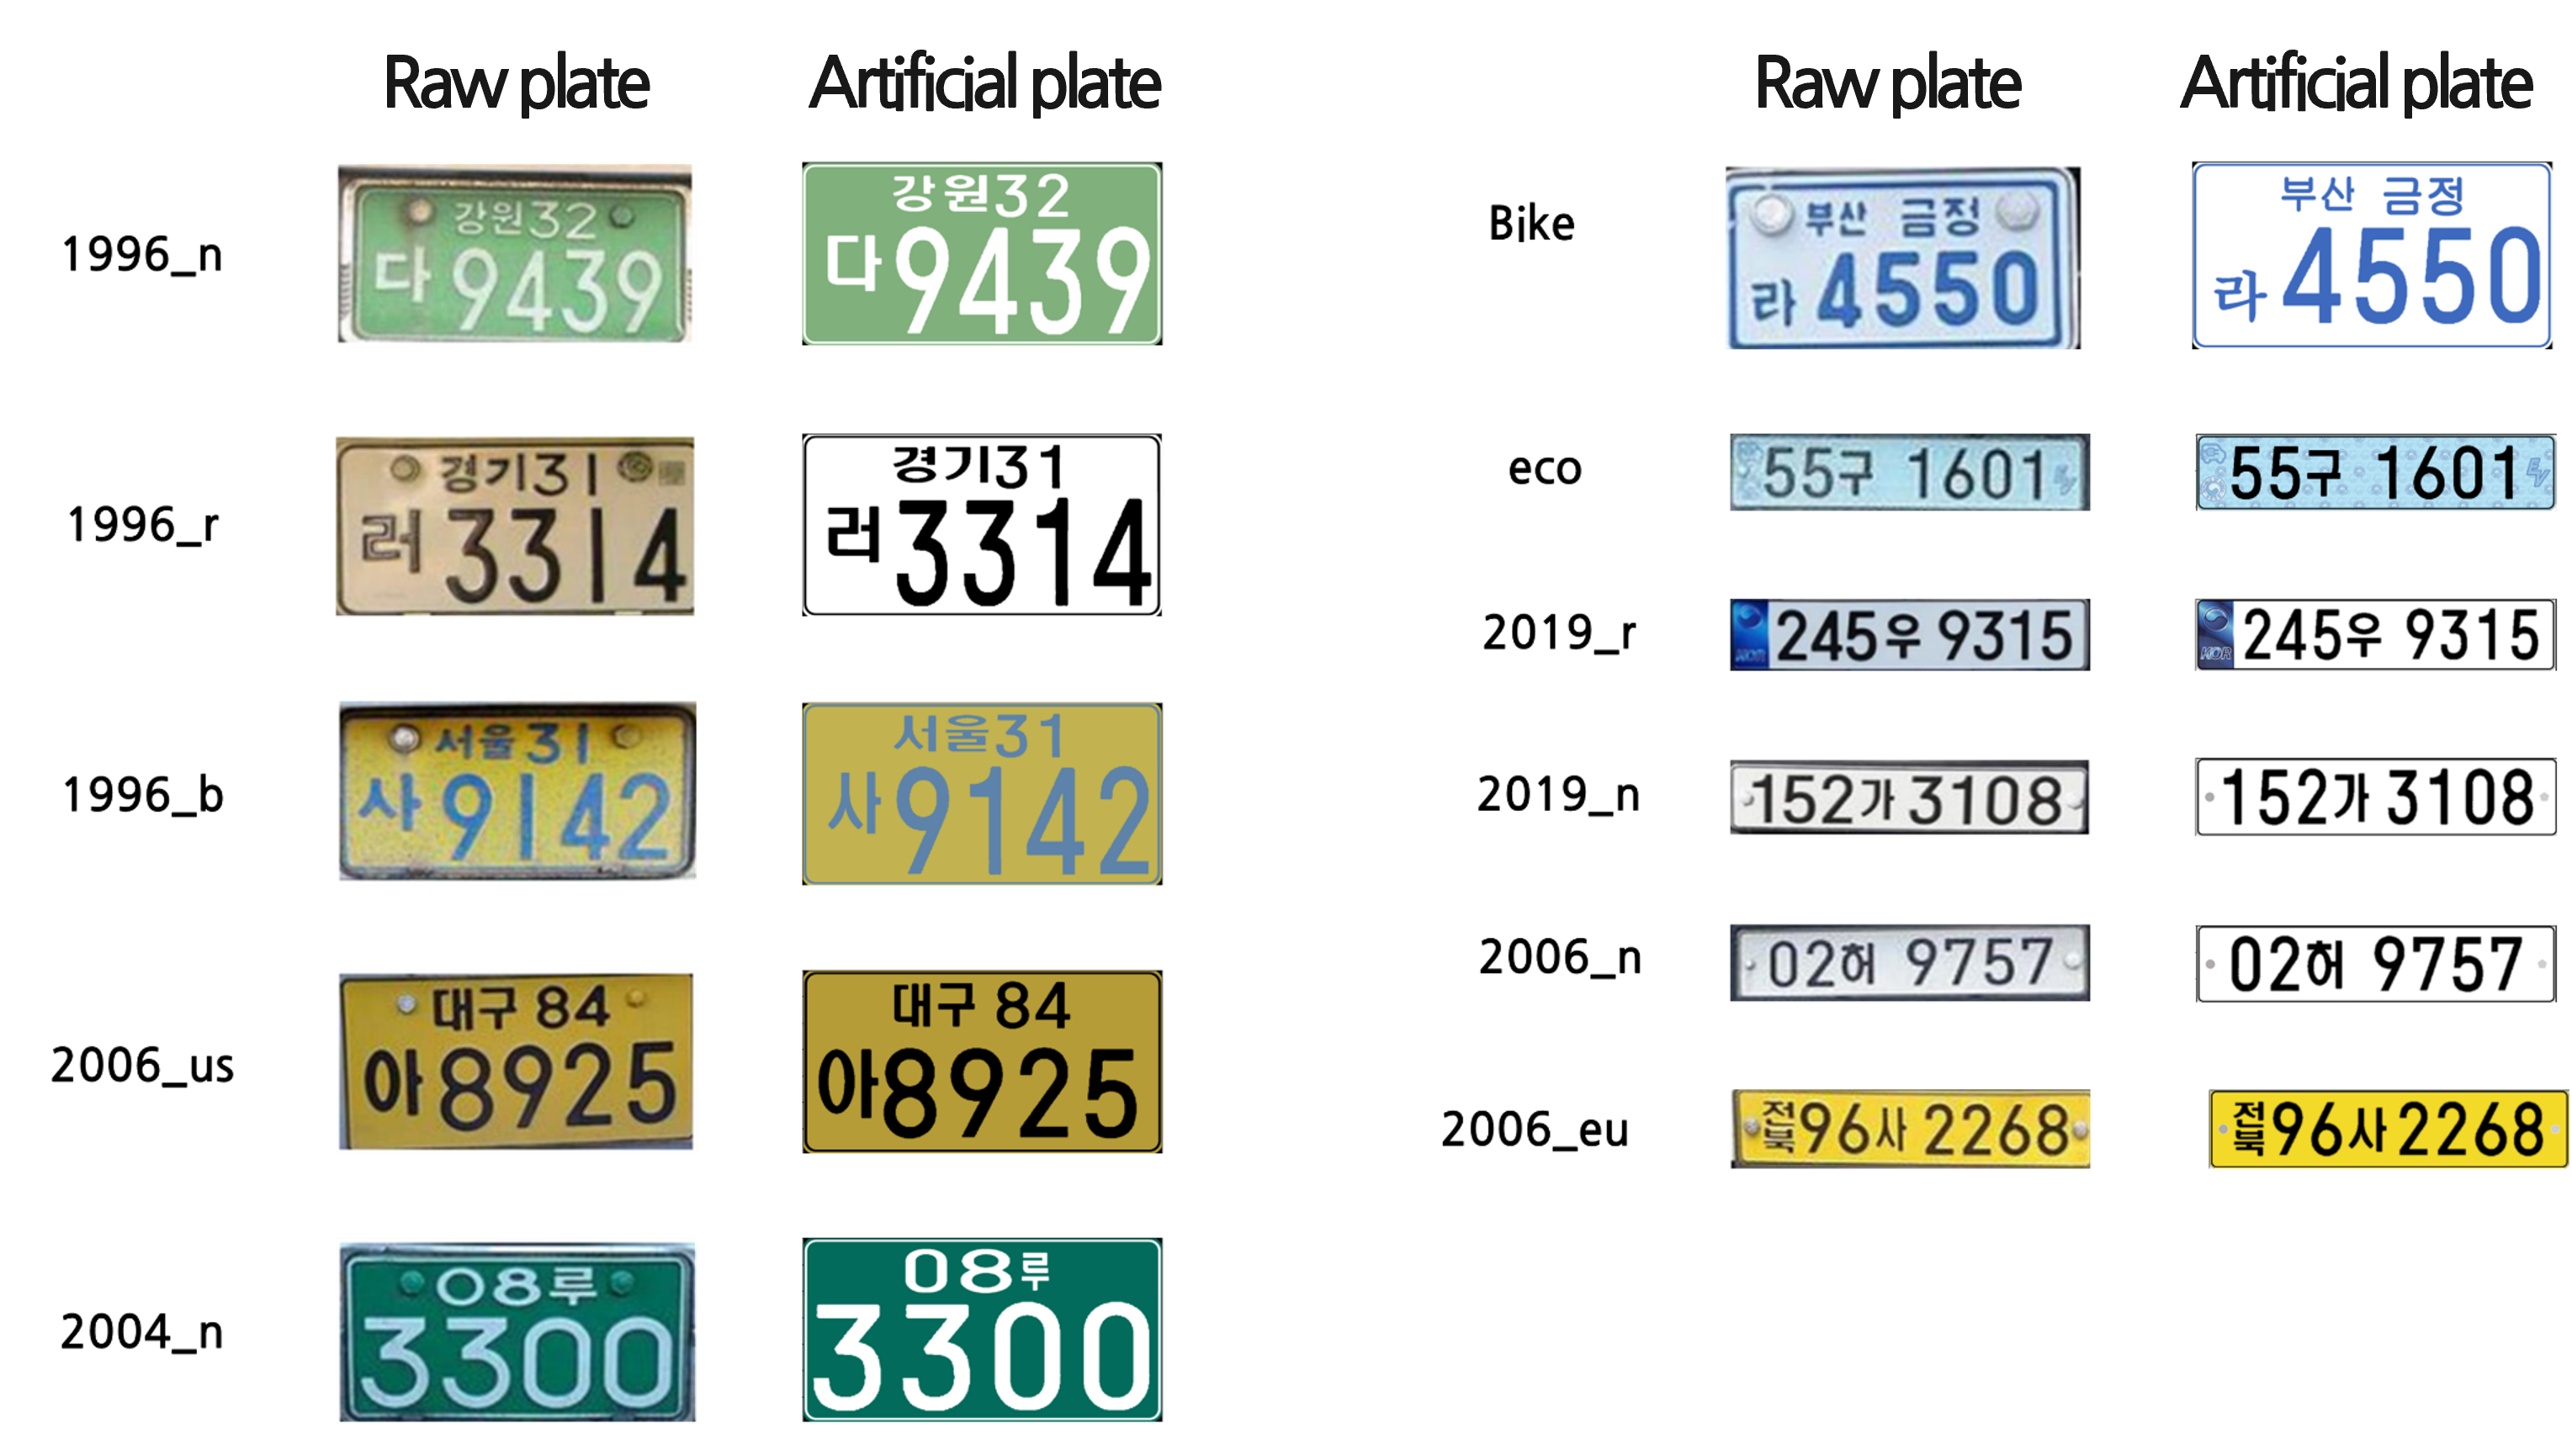 Raw plate Artificial plate
1996_n
강원32
다9439
강원32
다9439
1996_r
경기31
러3314
경기31
러3314
1996_b
서울31
사9142
서울31
사9142
2006_us
대구 84
아8925
대구 84
아8925
2004_n
08루
3300
08루
3300
Raw plate Artificial plate
Bike
부산 금정
라4550
부산 금정
라4550
eco
55구 1601
55구 1601 EV
2019_r
KOR 245우 9315
KOR 245우 9315
2019_n
152가 3108
152가 3108
2006_n
02허 9757
02허 9757
2006_eu
전북96사 2268
전북96사2268